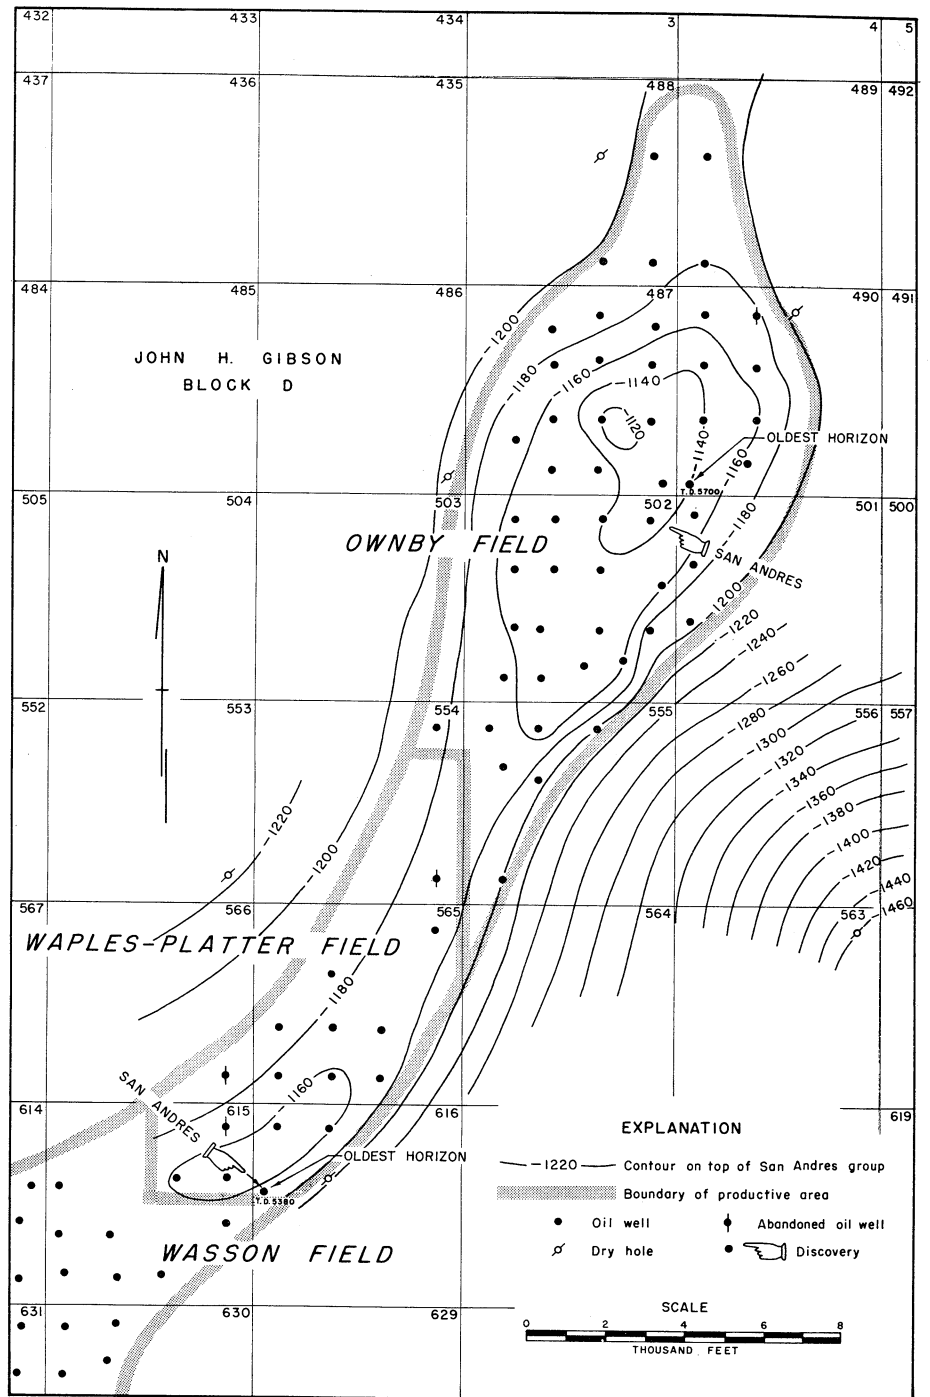 432 433 434 3 4 5
437 436 435 488 489 492
484 485 486 487 490 491
-1200
JOHN H. GIBSON
BLOCK D
-1180
-1160
-1140
-1120
-1140
OLDEST HORIZON
-1160
T.D.5700
505 504 503 502 501 500
-1180
N
OWNBY FIELD
SAN ANDRES
-1200
-1220
-1240
-1260
552 553 554 555 556 557
-1280
-1300
-1320
-1340
-1360
-1380
-1400
-1420
-1440
-1460
-1220
-1200
567 566 565 564 563
WAPLES-PLATTER FIELD
-1180
SAN ANDRES
-1160
614 615 616 619
OLDEST HORIZON
T.D.5380
WASSON FIELD
631 630 629
EXPLANATION
-1220 Contour on top of San Andres group
Boundary of productive area
Oil well Abandoned oil well
Dry hole Discovery
SCALE
0 2 4 6 8
THOUSAND FEET